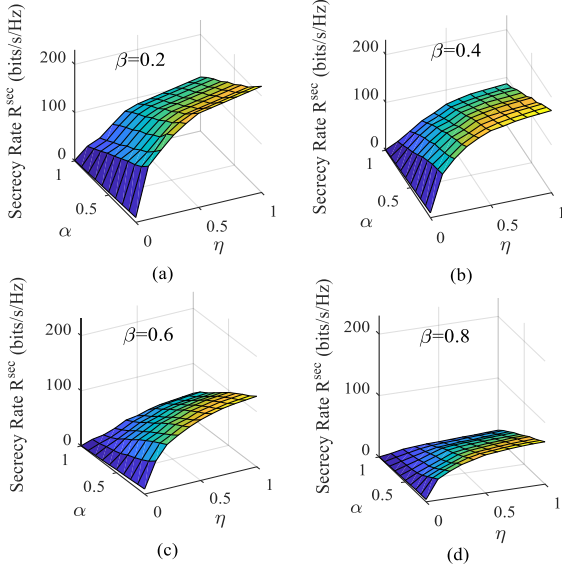 β=0.2
Secrecy Rate R^sec (bits/s/Hz)
200
100
0
1
0.5
0
0.5
1
α
η
(a)
β=0.4
Secrecy Rate R^sec (bits/s/Hz)
200
100
0
1
0.5
0
0.5
1
α
η
(b)
β=0.6
Secrecy Rate R^sec (bits/s/Hz)
200
100
0
1
0.5
0
0.5
1
α
η
(c)
β=0.8
Secrecy Rate R^sec (bits/s/Hz)
200
100
0
1
0.5
0
0.5
1
α
η
(d)